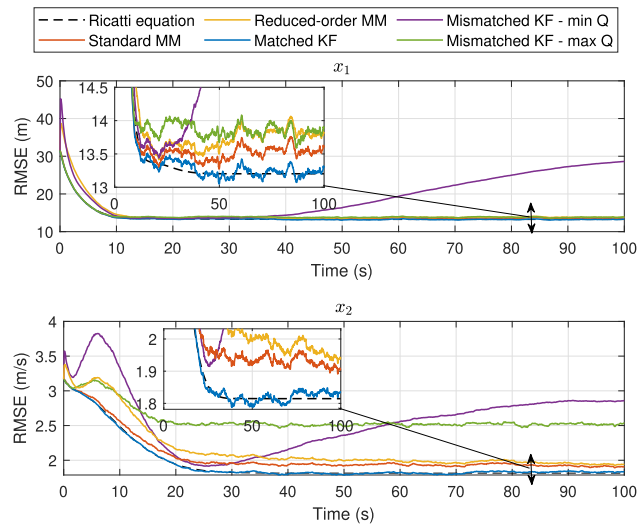 Ricatti equation Reduced-order MM Mismatched KF - min Q
Standard MM Matched KF Mismatched KF - max Q
x1
50
40
30
20
10
RMSE (m)
14.5
14
13.5
13
0 50 100
0 10 20 30 40 50 60 70 80 90 100
Time (s)
x2
4
3.5
3
2.5
2
RMSE (m/s)
2
1.9
1.8
0 50 100
0 10 20 30 40 50 60 70 80 90 100
Time (s)